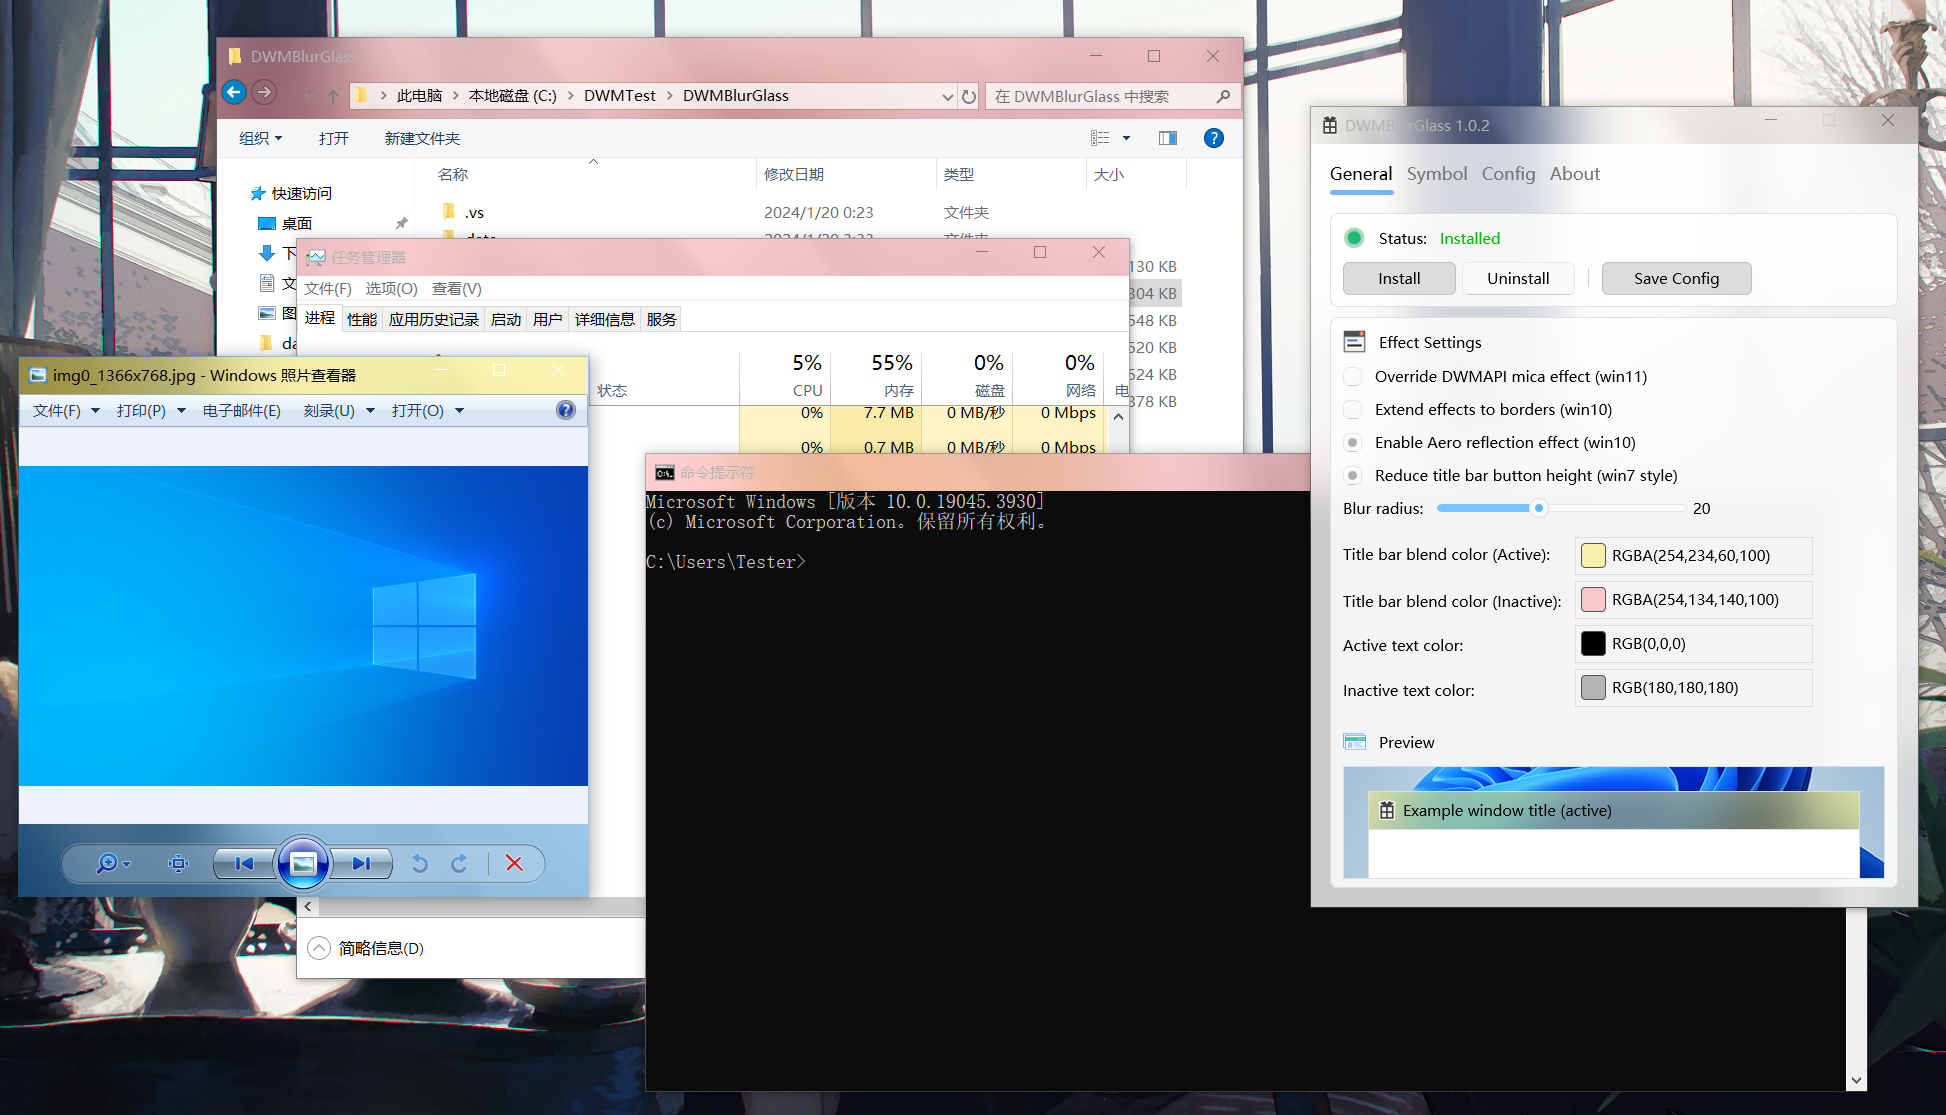 DWMBlurGlass
此电脑 本地磁盘 (C:) DWMTest DWMBlurGlass
在 DWMBlurGlass 中搜索
组织 打开 新建文件夹
名称 修改日期 类型 大小
快速访问
桌面
.vs 2024/1/20 0:23 文件夹
任务管理器
文件(F) 选项(O) 查看(V)
进程 性能 应用历史记录 启动 用户 详细信息 服务
5% 55% 0% 0%
状态 CPU 内存 磁盘 网络 电
0% 7.7 MB 0 MB/秒 0 Mbps
0% 0.7 MB 0 MB/秒 0 Mbps
130 KB
304 KB
548 KB
520 KB
524 KB
378 KB
简略信息(D)
img0_1366x768.jpg - Windows 照片查看器
文件(F) 打印(P) 电子邮件(E) 刻录(U) 打开(O)
命令提示符
Microsoft Windows [版本 10.0.19045.3930]
(c) Microsoft Corporation。保留所有权利。
C:\Users\Tester>
DWMBlurGlass 1.0.2
General Symbol Config About
Status: Installed
Install Uninstall Save Config
Effect Settings
Override DWMAPI mica effect (win11)
Extend effects to borders (win10)
Enable Aero reflection effect (win10)
Reduce title bar button height (win7 style)
Blur radius: 20
Title bar blend color (Active): RGBA(254,234,60,100)
Title bar blend color (Inactive): RGBA(254,134,140,100)
Active text color: RGB(0,0,0)
Inactive text color: RGB(180,180,180)
Preview
Example window title (active)